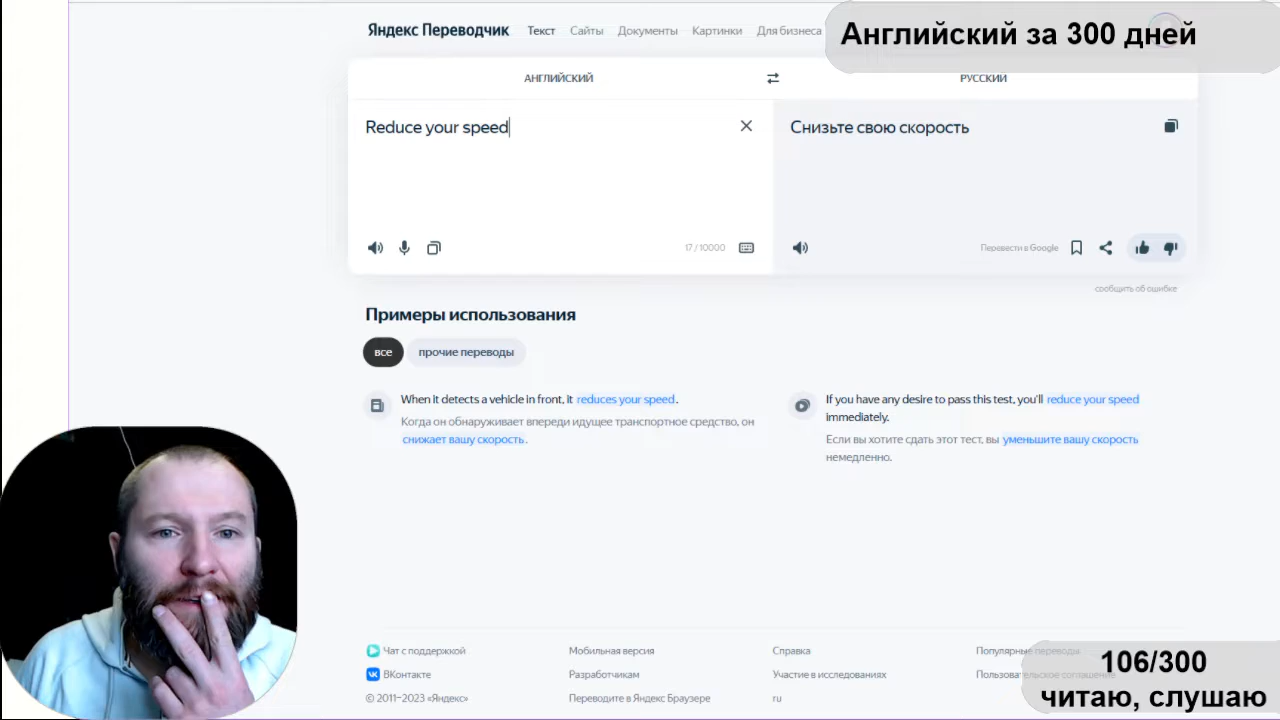 Яндекс Переводчик Текст Сайты Документы Картинки Для бизнеса
Английский за 300 дней
АНГЛИЙСКИЙ
РУССКИЙ
Reduce your speed
Снизьте свою скорость
17 / 10000
Перевести в Google
сообщить об ошибке
Примеры использования
все
прочие переводы
When it detects a vehicle in front, it reduces your speed.
Когда он обнаруживает впереди идущее транспортное средство, он
снижает вашу скорость.
If you have any desire to pass this test, you'll reduce your speed
immediately.
Если вы хотите сдать этот тест, вы уменьшите вашу скорость
немедленно.
Чат с поддержкой
Мобильная версия
Справка
Популярные переводы
ВКонтакте
Разработчикам
Участие в исследованиях
Пользовательское соглашение
© 2011–2023 «Яндекс»
Переводите в Яндекс Браузере
ru
106/300
читаю, слушаю